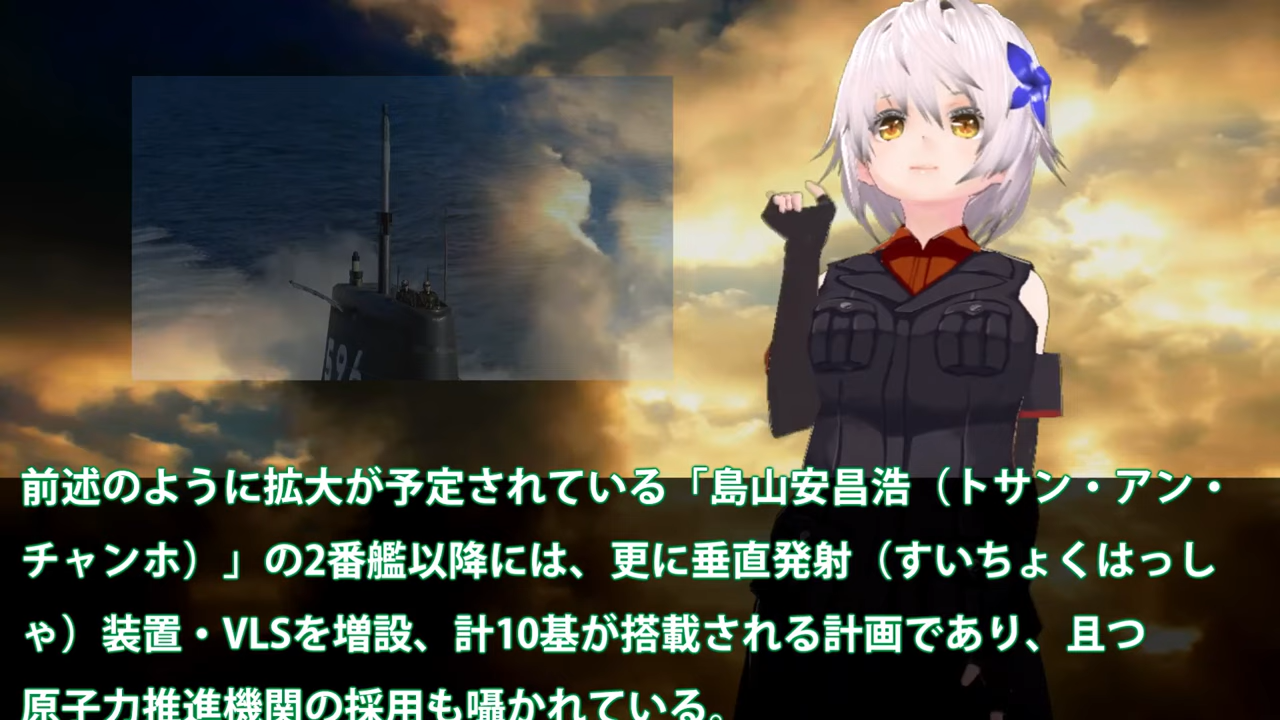 596
前述のように拡大が予定されている「島山安昌浩（トサン・アン・
チャンホ）」の2番艦以降には、更に垂直発射（すいちょくはっし
ゃ）装置・VLSを増設、計10基が搭載される計画であり、且つ
原子力推進機関の採用も囁かれている。